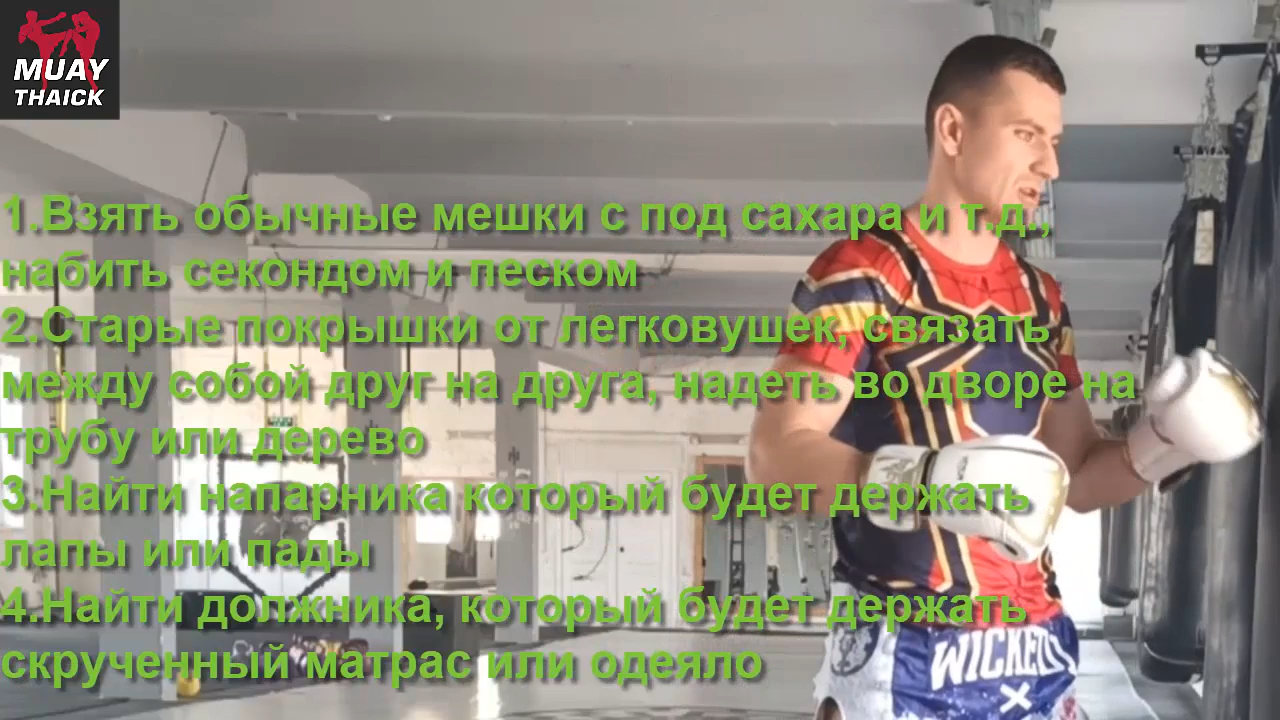 MUAY
THAICK
1.Взять обычные мешки с под сахара и т.д.,
набить секондом и песком
2.Старые покрышки от легковушек, связать
между собой друг на друга, надеть во дворе на
трубу или дерево
3.Найти напарника который будет держать
лапы или пады
4.Найти должника, который будет держать
скрученный матрас или одеяло
WICKED